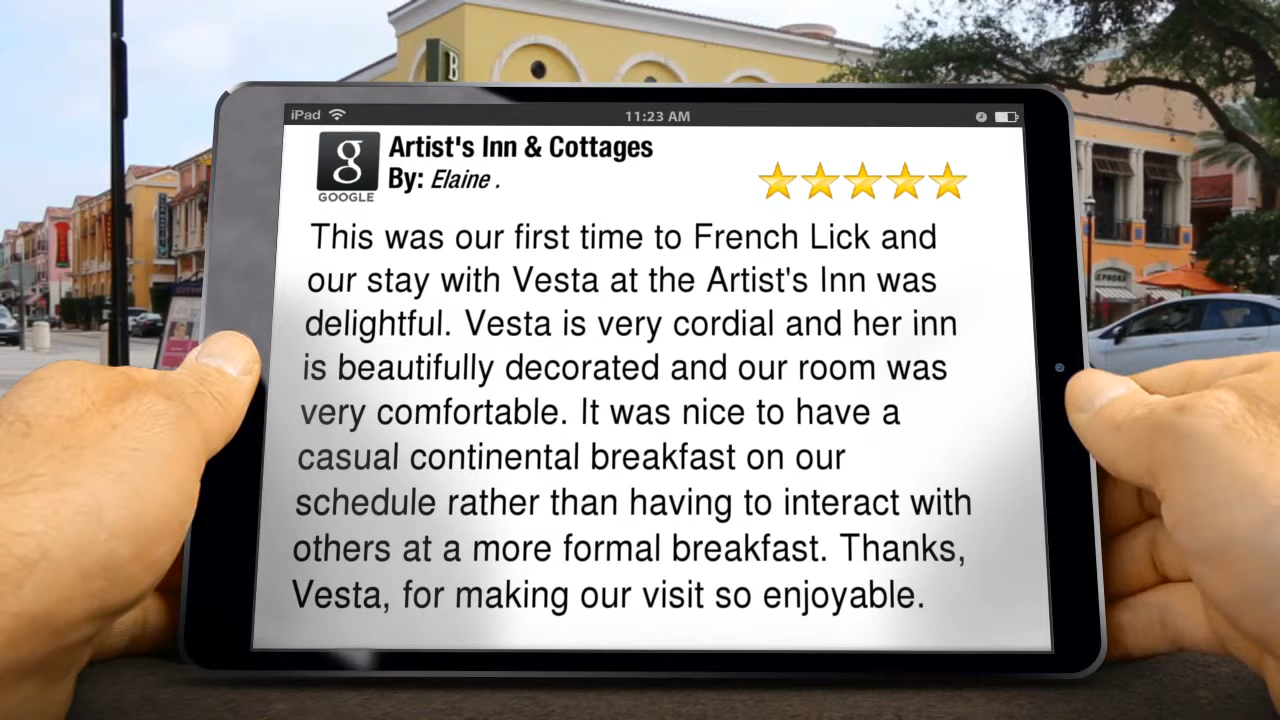 B
iPad
11:23 AM
g
GOOGLE
Artist's Inn & Cottages
By: Elaine .
This was our first time to French Lick and
our stay with Vesta at the Artist's Inn was
delightful. Vesta is very cordial and her inn
is beautifully decorated and our room was
very comfortable. It was nice to have a
casual continental breakfast on our
schedule rather than having to interact with
others at a more formal breakfast. Thanks,
Vesta, for making our visit so enjoyable.
SEPHORA